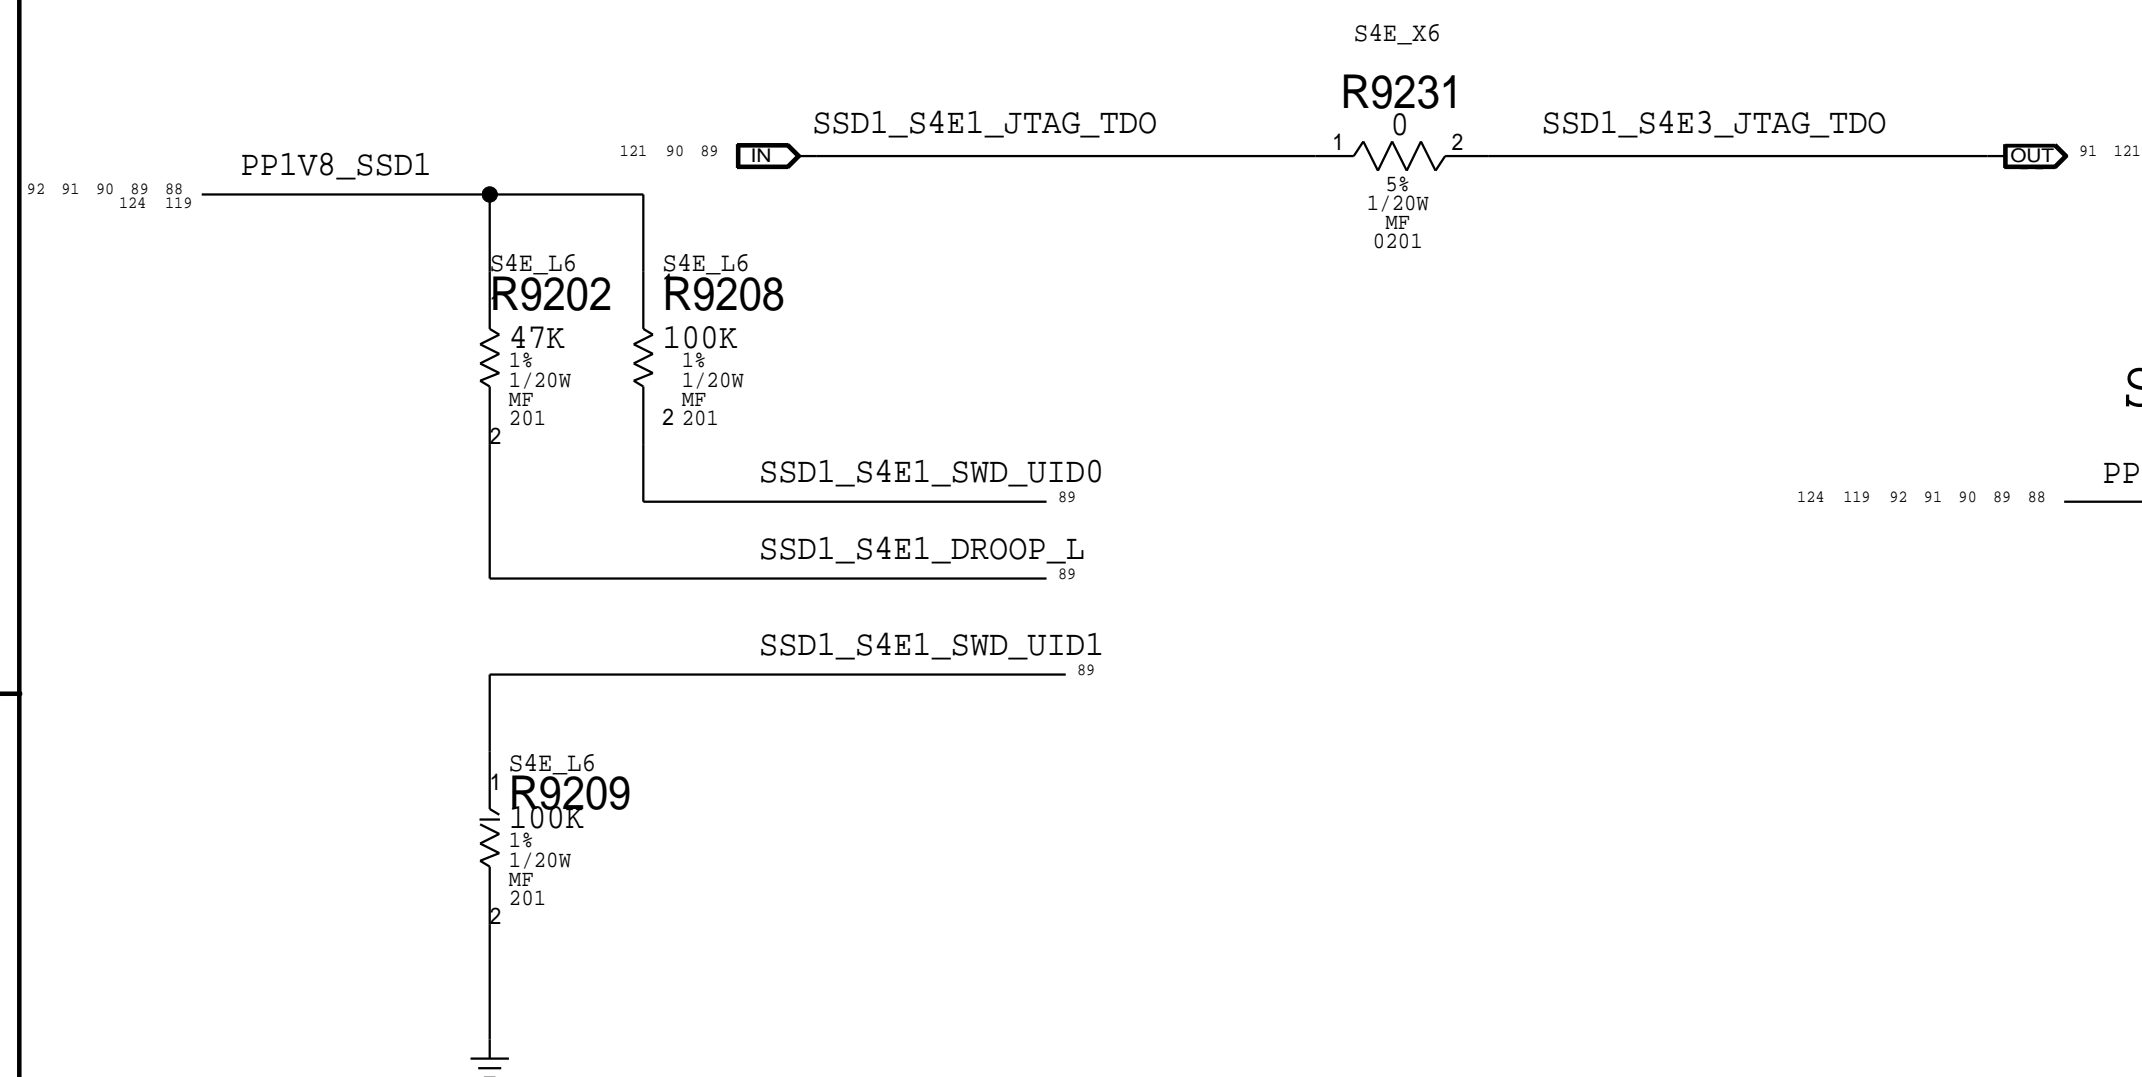 S4E_X6
R9231
0
SSD1_S4E1_JTAG_TDO
SSD1_S4E3_JTAG_TDO
121 90 89
IN
1
2
OUT
91 121
5%
1/20W
MF
0201
PP1V8_SSD1
92 91 90 89 88
124 119
S4E_L6
R9202
47K
1%
1/20W
MF
201
2
S4E_L6
R9208
100K
1%
1/20W
MF
2 201
SSD1_S4E1_SWD_UID0
89
SSD1_S4E1_DROOP_L
89
SSD1_S4E1_SWD_UID1
89
S4E_L6
1
R9209
100K
1%
1/20W
MF
201
2
S
PP
124 119 92 91 90 89 88